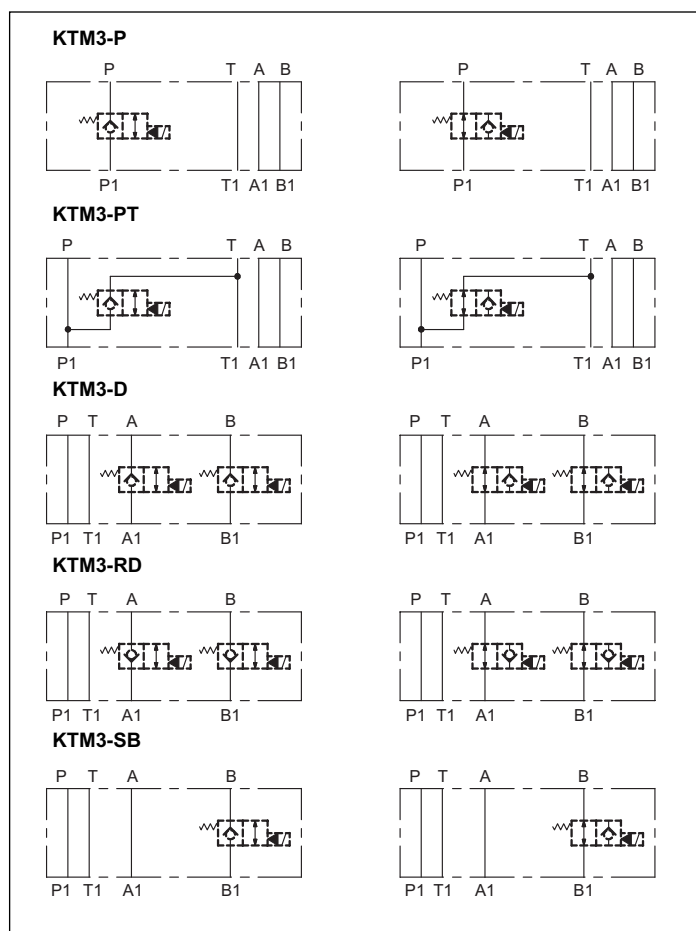 KTM3-P
P T A B P T A B
P1 T1 A1 B1 P1 T1 A1 B1
KTM3-PT
P T A B P T A B
P1 T1 A1 B1 P1 T1 A1 B1
KTM3-D
P T A B P T A B
P1 T1 A1 B1 P1 T1 A1 B1
KTM3-RD
P T A B P T A B
P1 T1 A1 B1 P1 T1 A1 B1
KTM3-SB
P T A B P T A B
P1 T1 A1 B1 P1 T1 A1 B1